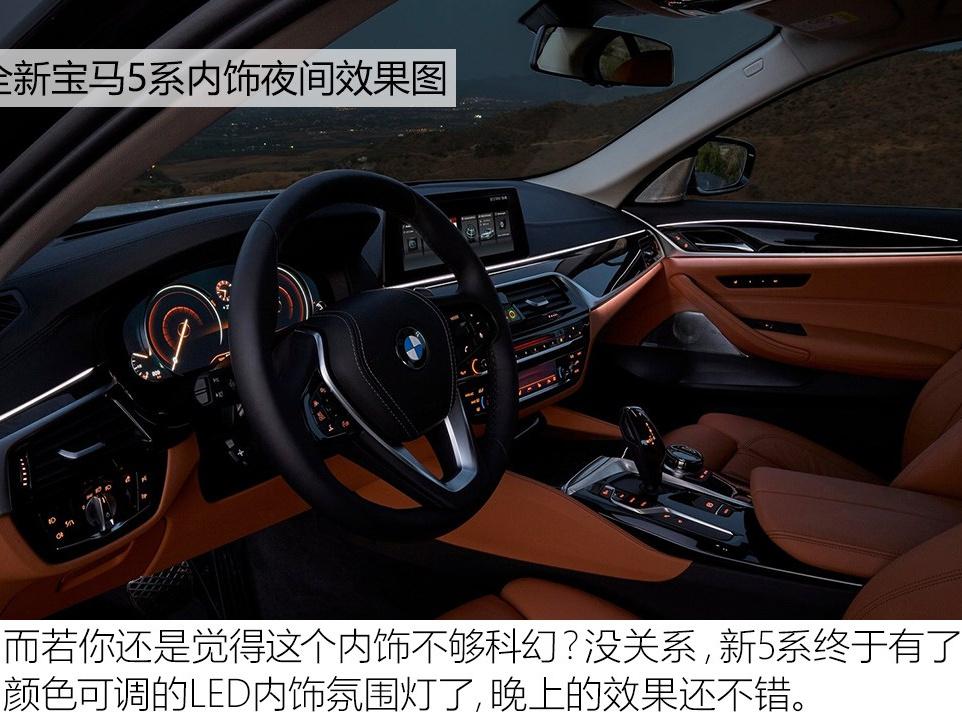 全新宝马5系内饰夜间效果图
而若你还是觉得这个内饰不够科幻？没关系，新5系终于有了
颜色可调的LED内饰氛围灯了，晚上的效果还不错。